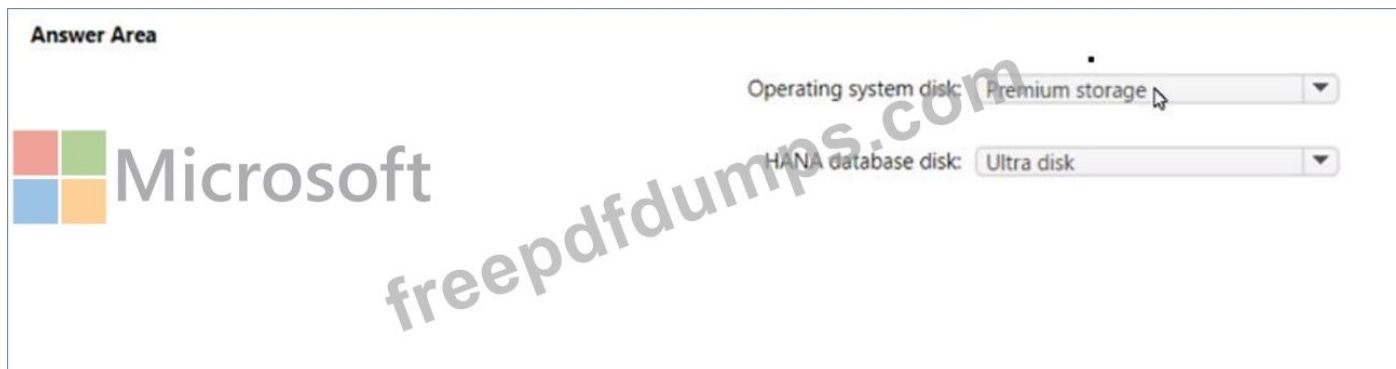 Answer Area
Operating system disk: Premium storage
HANA database disk: Ultra disk
Microsoft
freepdfdumps.com